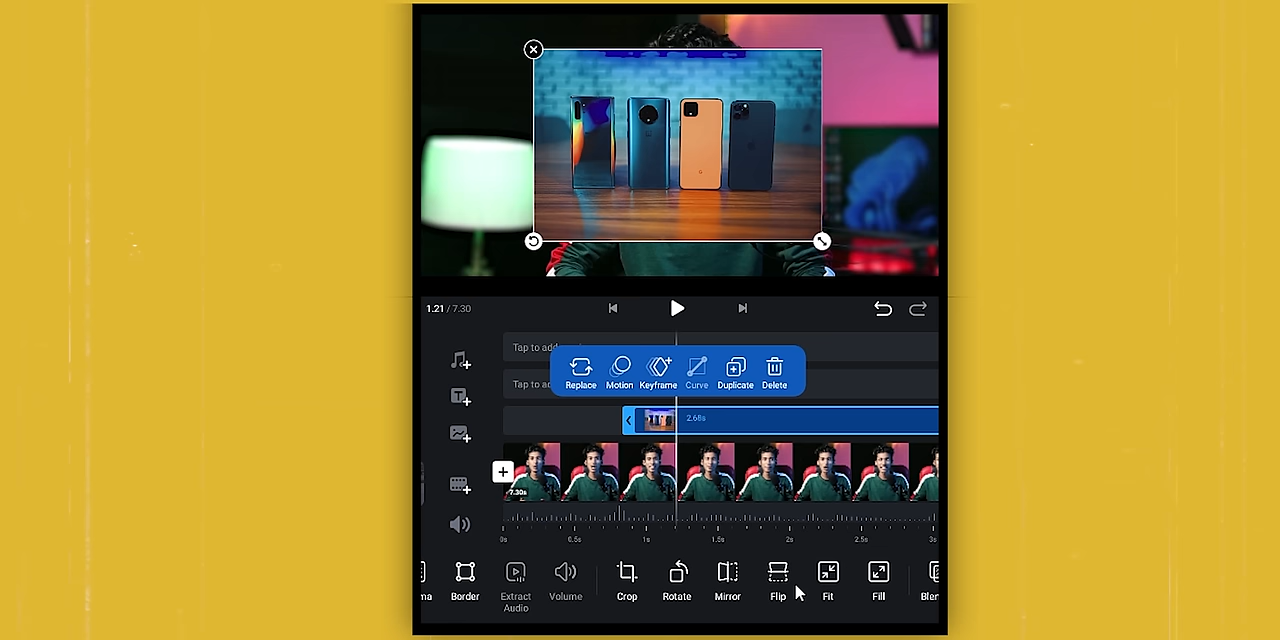 1.21 / 7.30
Tap to add
Replace Motion Keyframe Curve Duplicate Delete
Tap to ad
2.68s
7.30s
0s 0.5s 1s 1.5s 2s 2.5s 3s
ma Border Extract Audio Volume Crop Rotate Mirror Flip Fit Fill Blen